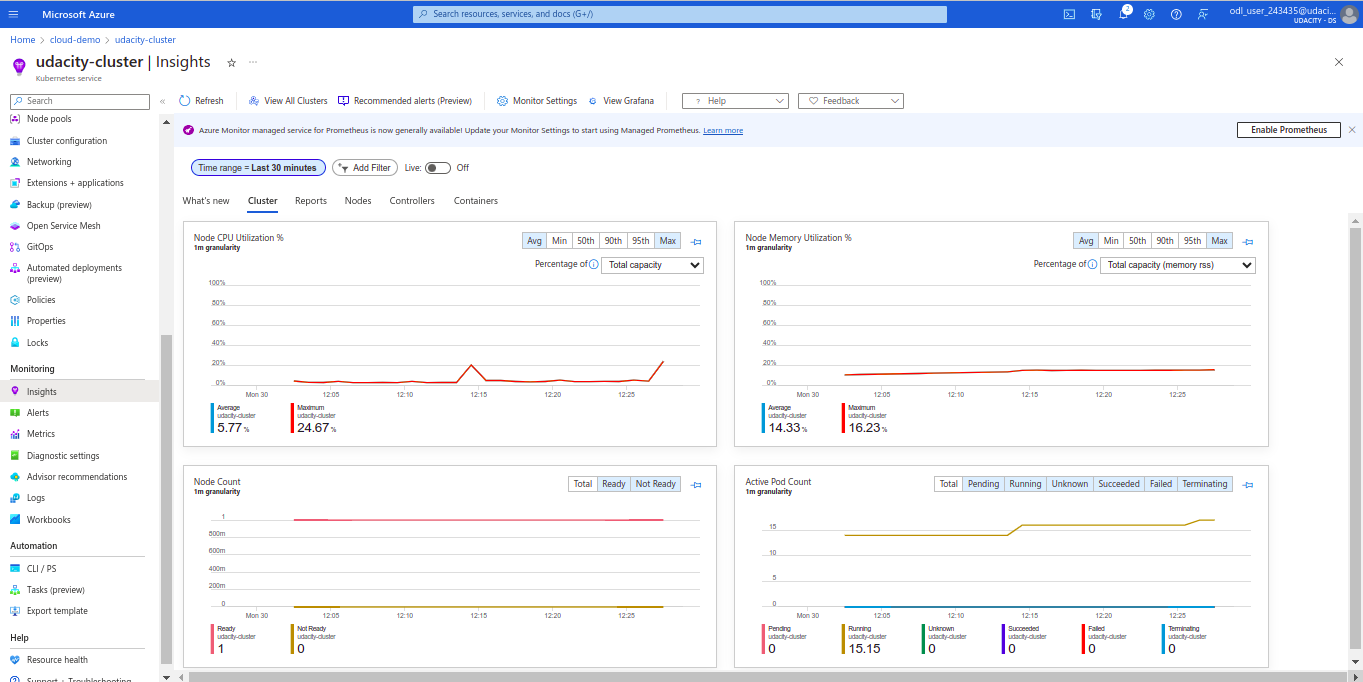 Microsoft Azure
Search resources, services, and docs (G+/)
2
odl_user_243435@udaci...
UDACITY - DS
Home > cloud-demo > udacity-cluster
udacity-cluster | Insights
Kubernetes service
Search
Refresh
View All Clusters
Recommended alerts (Preview)
Monitor Settings
View Grafana
? Help
Feedback
Azure Monitor managed service for Prometheus is now generally available! Update your Monitor Settings to start using Managed Prometheus. Learn more
Enable Prometheus
Node pools
Cluster configuration
Networking
Extensions + applications
Backup (preview)
Open Service Mesh
GitOps
Automated deployments
(preview)
Policies
Properties
Locks
Monitoring
Insights
Alerts
Metrics
Diagnostic settings
Advisor recommendations
Logs
Workbooks
Automation
CLI / PS
Tasks (preview)
Export template
Help
Resource health
Support + Troubleshooting
Time range = Last 30 minutes
Add Filter
Live:
Off
What's new
Cluster
Reports
Nodes
Controllers
Containers
Node CPU Utilization %
1m granularity
Avg Min 50th 90th 95th Max
Percentage of
Total capacity
100%
80%
60%
40%
20%
0%
Mon 30 12:05 12:10 12:15 12:20 12:25
Average
udacity-cluster
5.77 %
Maximum
udacity-cluster
24.67 %
Node Memory Utilization %
1m granularity
Avg Min 50th 90th 95th Max
Percentage of
Total capacity (memory rss)
100%
80%
60%
40%
20%
0%
Mon 30 12:05 12:10 12:15 12:20 12:25
Average
udacity-cluster
14.33 %
Maximum
udacity-cluster
16.23 %
Node Count
1m granularity
Total Ready Not Ready
1
800m
600m
400m
200m
0
Mon 30 12:05 12:10 12:15 12:20 12:25
Ready
udacity-cluster
1
Not Ready
udacity-cluster
0
Active Pod Count
1m granularity
Total Pending Running Unknown Succeeded Failed Terminating
15
10
5
0
Mon 30 12:05 12:10 12:15 12:20 12:25
Pending
udacity-cluster
0
Running
udacity-cluster
15.15
Unknown
udacity-cluster
0
Succeeded
udacity-cluster
0
Failed
udacity-cluster
0
Terminating
udacity-cluster
0